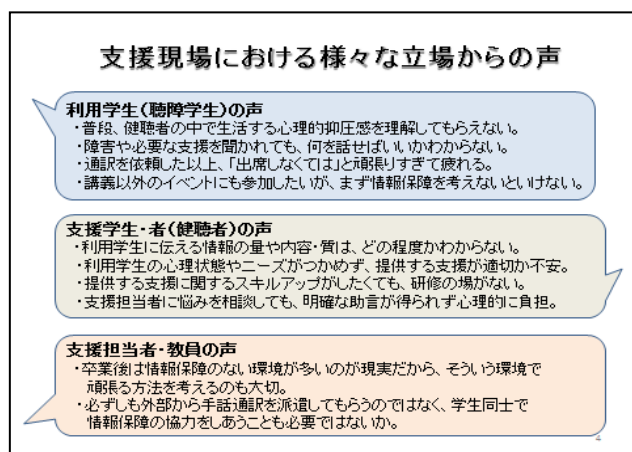 支援現場における様々な立場からの声
利用学生(聴障学生)の声
・普段、健聴者の中で生活する心理的抑圧感を理解してもらえない。
・障害や必要な支援を聞かれても、何を話せばいいかわからない。
・通訳を依頼した以上、「出席しなくては」と頑張りすぎて疲れる。
・講義以外のイベントにも参加したいが、まず情報保障を考えないといけない。
支援学生・者(健聴者)の声
・利用学生に伝える情報の量や内容・質は、どの程度かわからない。
・利用学生の心理状態やニーズがつかめず、提供する支援が適切か不安。
・提供する支援に関するスキルアップがしたくても、研修の場がない。
・支援担当者に悩みを相談しても、明確な助言が得られず心理的に負担。
支援担当者・教員の声
・卒業後は情報保障のない環境が多いのが現実だから、そういう環境で
頑張る方法を考えるのも大切。
・必ずしも外部から手話通訳を派遣してもらうのではなく、学生同士で
情報保障の協力をしあうことも必要ではないか。
4